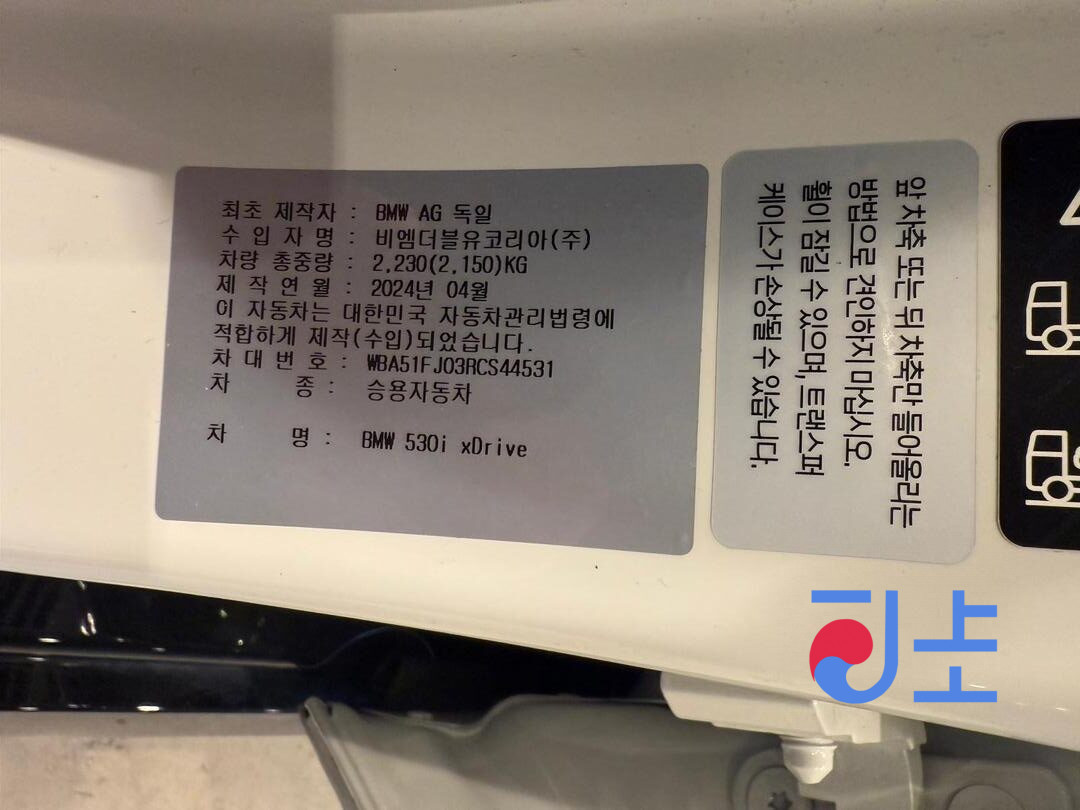 최초 제작자 : BMW AG 독일
수 입 자 명 : 비엠더블유코리아(주)
차량 총중량 : 2,230(2,150)KG
제 작 연 월 : 2024년 04월
이 자동차는 대한민국 자동차관리법령에
적합하게 제작(수입)되었습니다.
차 대 번 호 : WBA51FJ03RCS44531
차 종 : 승용자동차
차 명 : BMW 530i xDrive
앞 차축 또는 뒤 차축만 들어올리는
방법으로 견인하지 마십시오.
휠이 잠길 수 있으며, 트랜스퍼
케이스가 손상될 수 있습니다.